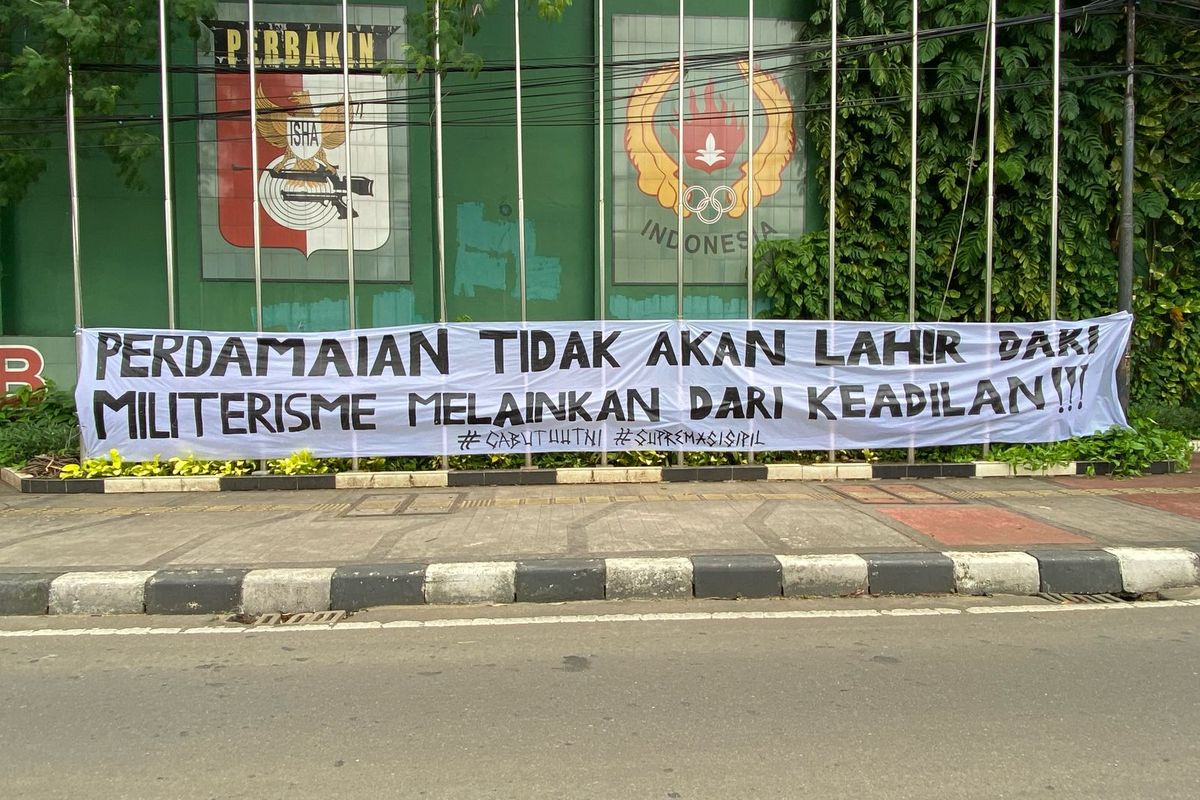 PERBAKIN
ISHA
INDONESIA
B
PERDAMAIAN TIDAK AKAN LAHIR DARI
MILITERISME MELAINKAN DARI KEADILAN!!!
#CABUTUUTNI #SUPREMASISIPIL